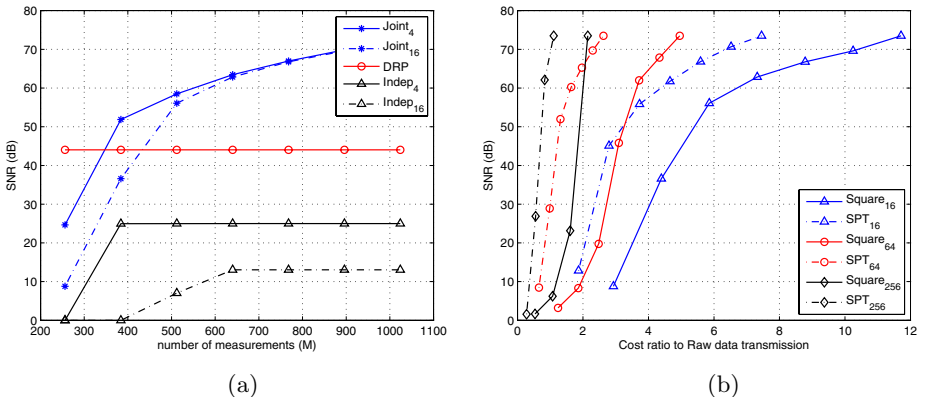 80
70
60
50
40
30
20
10
0
SNR (dB)
200 300 400 500 600 700 800 900 1000 1100
number of measurements (M)
Joint4
Joint16
DRP
Indep4
Indep16
(a)
80
70
60
50
40
30
20
10
0
SNR (dB)
0 2 4 6 8 10 12
Cost ratio to Raw data transmission
Square16
SPT16
Square64
SPT64
Square256
SPT256
(b)